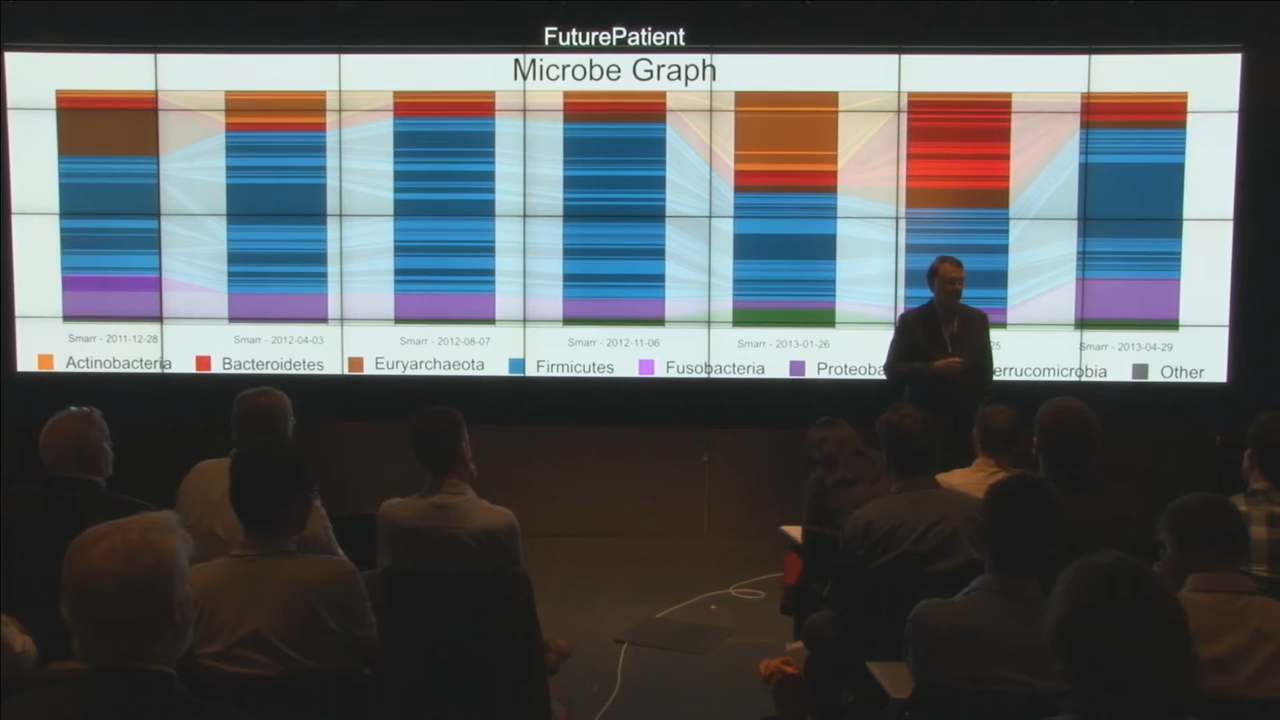 FuturePatient
Microbe Graph
Smarr - 2011-12-28
Smarr - 2012-04-03
Smarr - 2012-08-07
Smarr - 2012-11-06
Smarr - 2013-01-26
Smarr - 2013-04-29
Actinobacteria
Bacteroidetes
Euryarchaeota
Firmicutes
Fusobacteria
Proteoba
errucomicrobia
Other